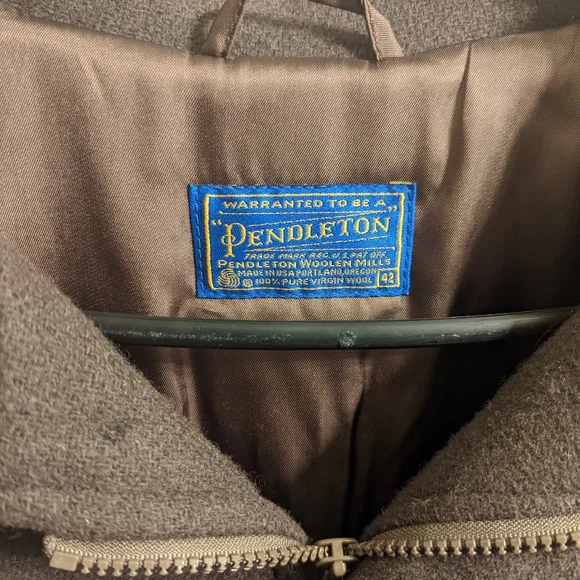 WARRANTED TO BE A
"PENDLETON"
TRADE MARK REG. U.S. PAT. OFF.
PENDLETON WOOLEN MILLS
MADE IN USA PORTLAND, OREGON
® 100% PURE VIRGIN WOOL 42